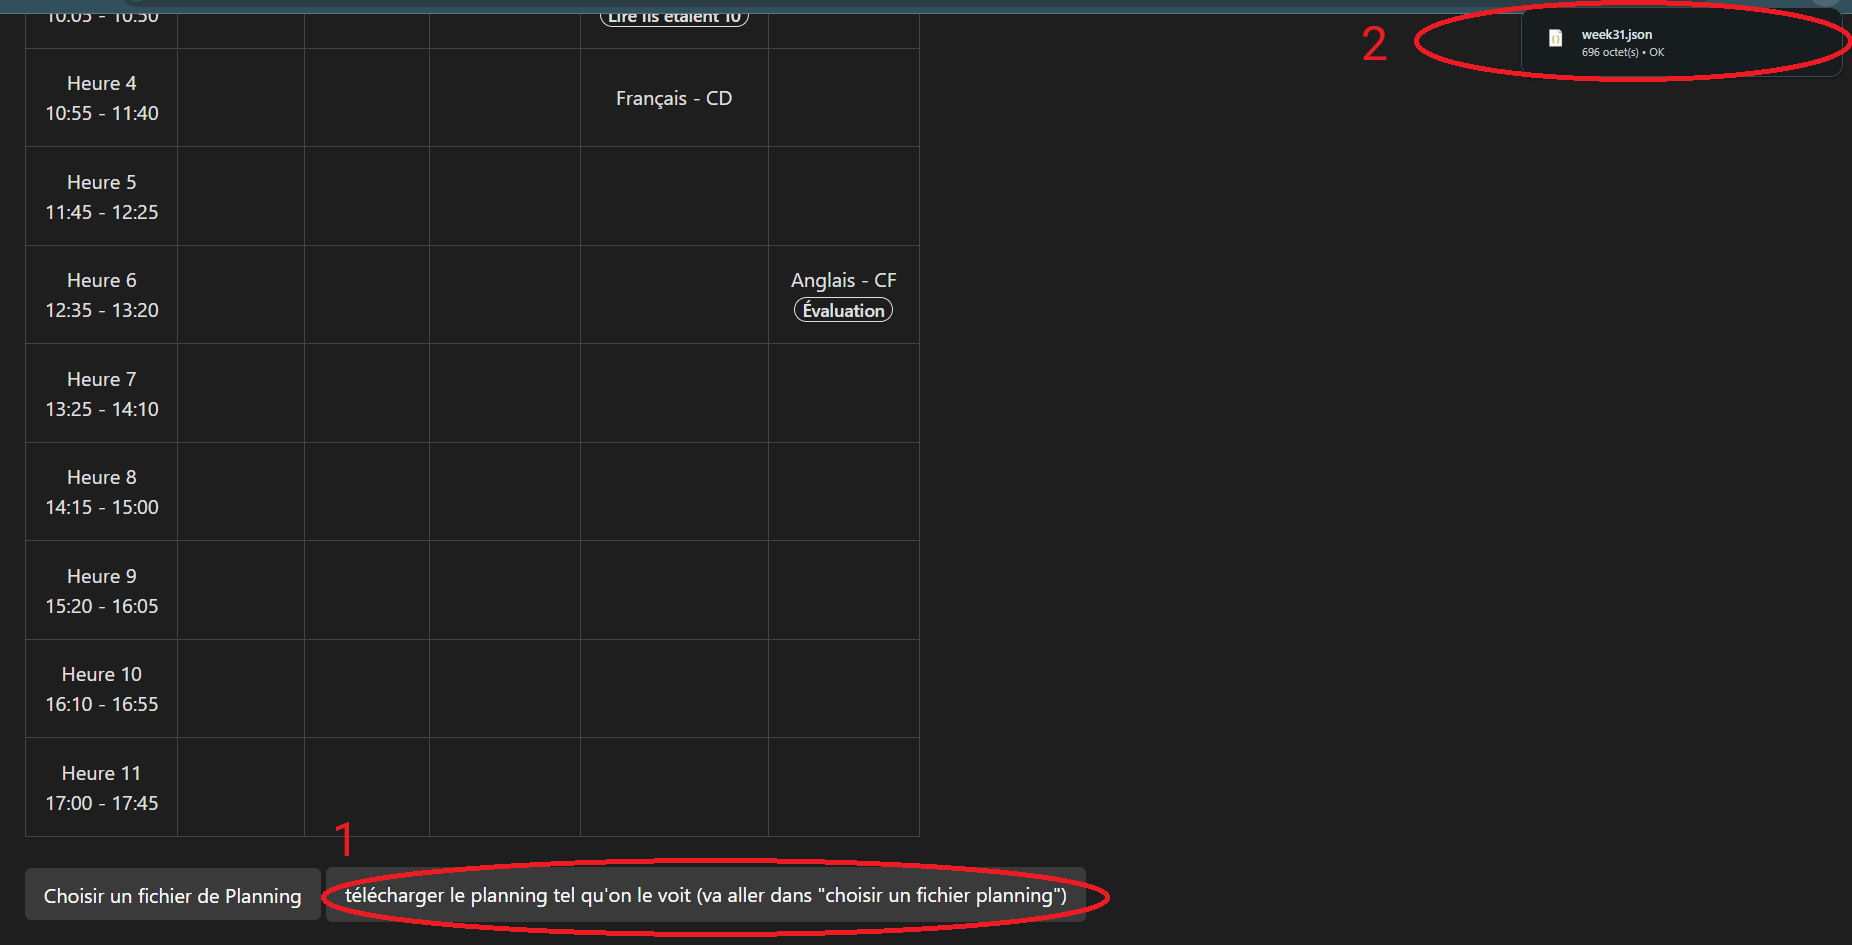 10:05 - 10:50
Lire Ils étaient 10
2
week31.json
696 octet(s) • OK
Heure 4
10:55 - 11:40
Français - CD
Heure 5
11:45 - 12:25
Heure 6
12:35 - 13:20
Anglais - CF
Évaluation
Heure 7
13:25 - 14:10
Heure 8
14:15 - 15:00
Heure 9
15:20 - 16:05
Heure 10
16:10 - 16:55
Heure 11
17:00 - 17:45
1
Choisir un fichier de Planning
télécharger le planning tel qu'on le voit (va aller dans "choisir un fichier planning")